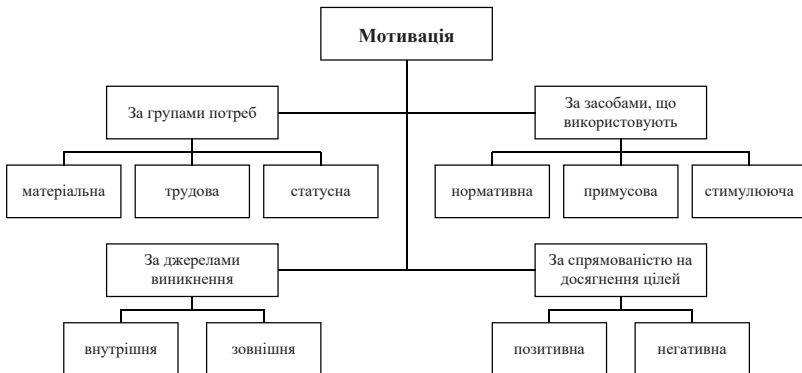 Мотивація
За групами потреб
За засобами, що
використовують
матеріальна
трудова
статусна
нормативна
примусова
стимулююча
За джерелами
виникнення
За спрямованістю на
досягнення цілей
внутрішня
зовнішня
позитивна
негативна